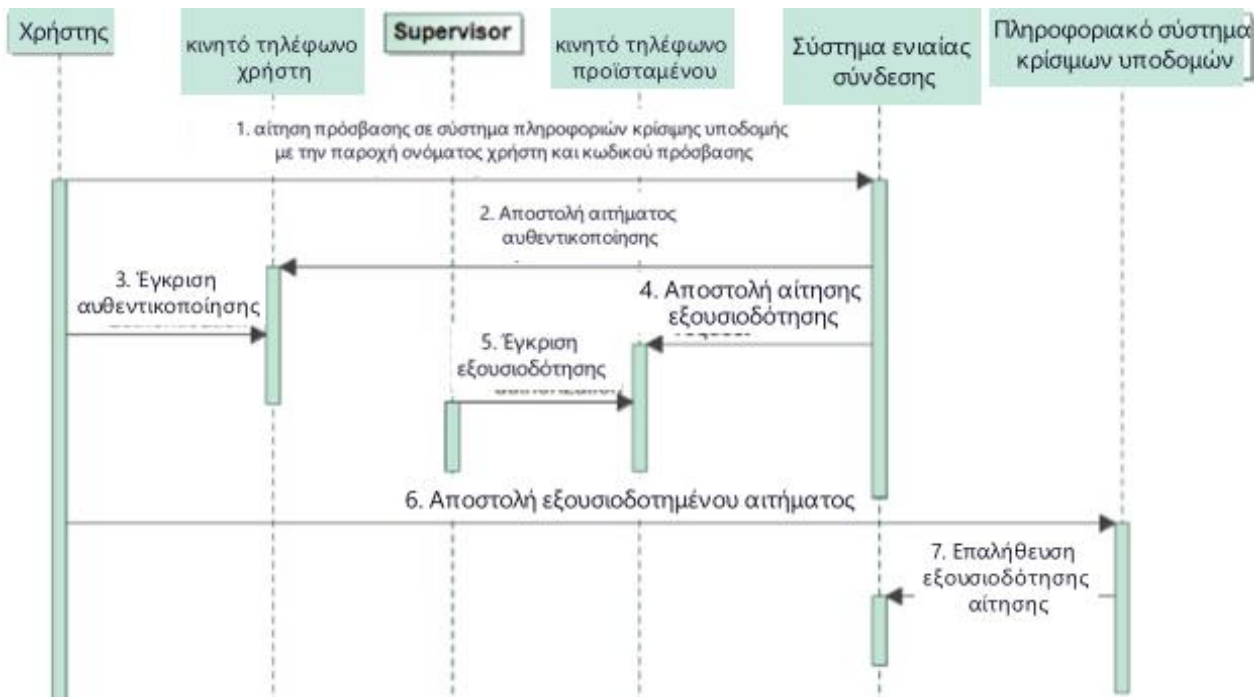 Χρήστης
κινητό τηλέφωνο
χρήστη
Supervisor
κινητό τηλέφωνο
προϊσταμένου
Σύστημα ενιαίας
σύνδεσης
Πληροφοριακό σύστημα
κρίσιμων υποδομών
1. αίτηση πρόσβασης σε σύστημα πληροφοριών κρίσιμης υποδομής
με την παροχή ονόματος χρήστη και κωδικού πρόσβασης
2. Αποστολή αιτήματος
αυθεντικοποίησης
3. Έγκριση
αυθεντικοποίησης
4. Αποστολή αίτησης
εξουσιοδότησης
5. Έγκριση
εξουσιοδότησης
6. Αποστολή εξουσιοδοτημένου αιτήματος
7. Επαλήθευση
εξουσιοδότησης
αίτησης